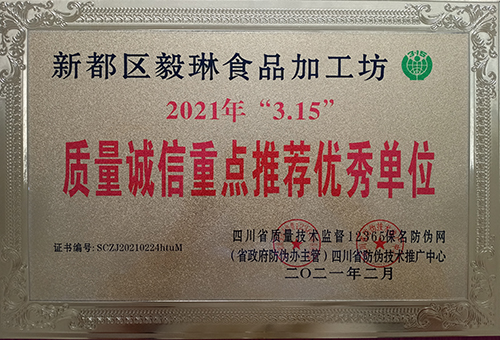 新都区毅琳食品加工坊
3·15
2021年“3.15”
质量诚信重点推荐优秀单位
四川省质量技术监督12365保名防伪网
证书编号: SCZJ20210224htuM
（省政府防伪办主管）四川省防伪技术推广中心
二〇二一年二月